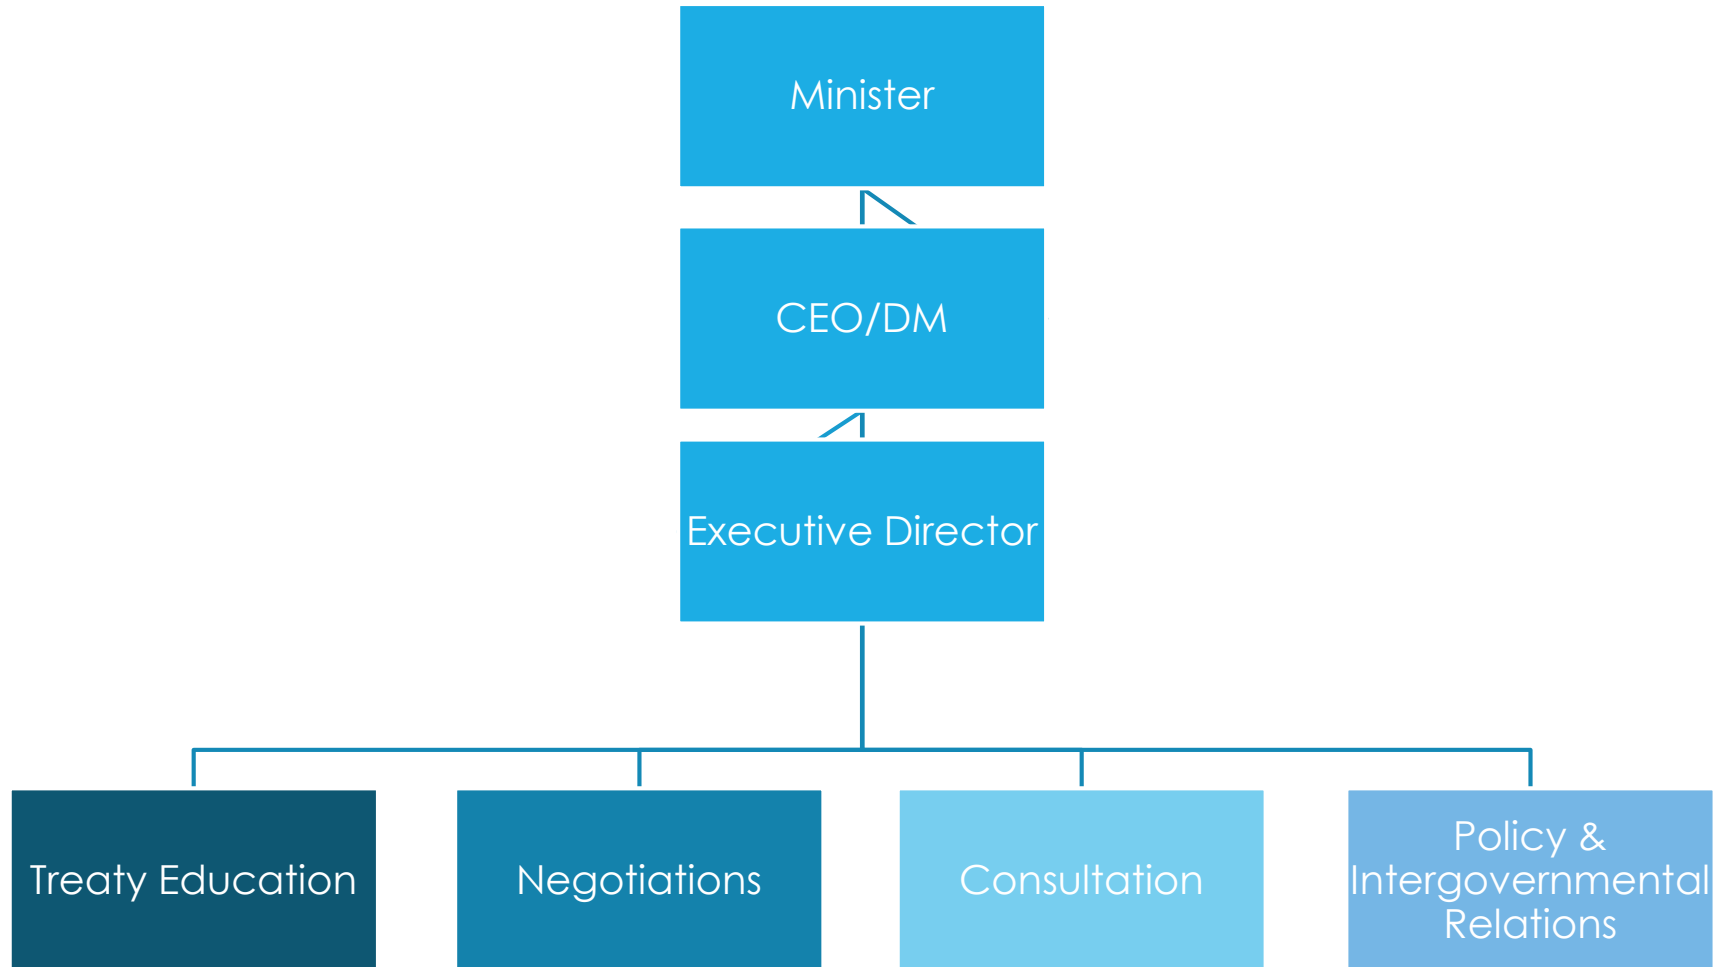 Minister
CEO/DM
Executive Director
Treaty Education
Negotiations
Consultation
Policy &
Intergovernmental
Relations